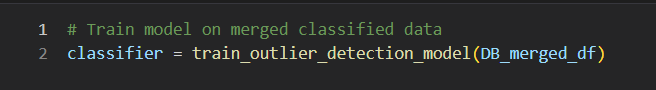 1 # Train model on merged classified data
2 classifier = train_outlier_detection_model(DB_merged_df)